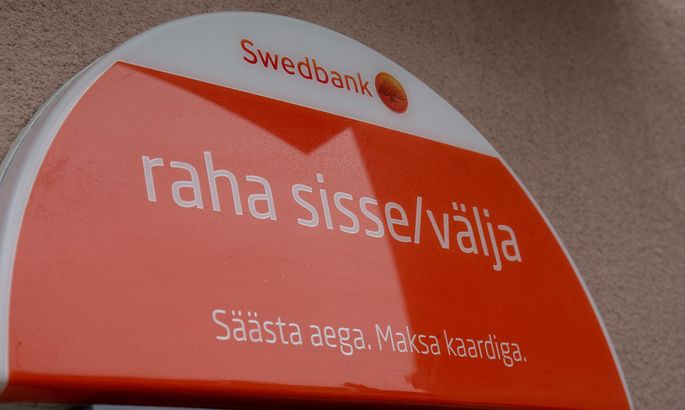 Swedbank
raha sisse/välja
Säästa aega. Maksa kaardiga.